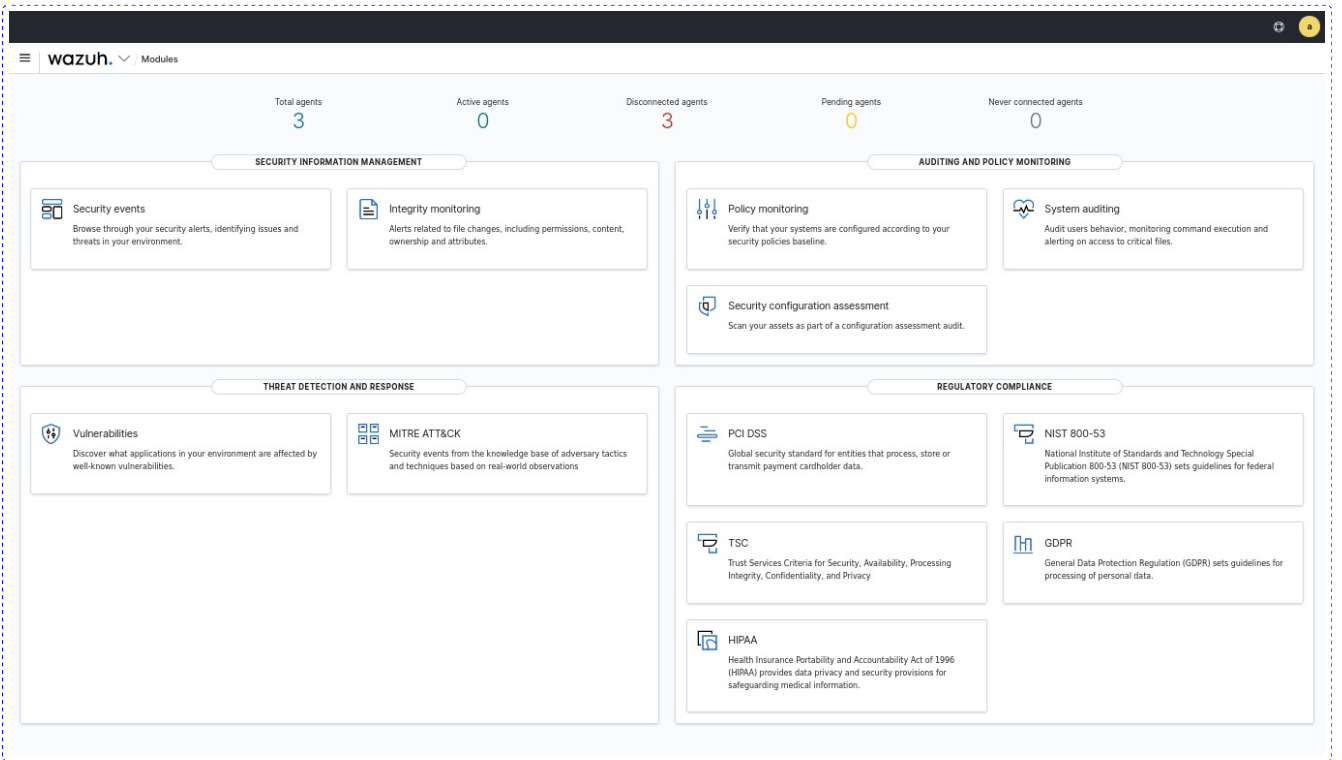 a
wazuh. / Modules
Total agents
3
Active agents
0
Disconnected agents
3
Pending agents
0
Never connected agents
0
SECURITY INFORMATION MANAGEMENT
Security events
Browse through your security alerts, identifying issues and
threats in your environment.
Integrity monitoring
Alerts related to file changes, including permissions, content,
ownership and attributes.
AUDITING AND POLICY MONITORING
Policy monitoring
Verify that your systems are configured according to your
security policies baseline.
System auditing
Audit users behavior, monitoring command execution and
alerting on access to critical files.
Security configuration assessment
Scan your assets as part of a configuration assessment audit.
THREAT DETECTION AND RESPONSE
Vulnerabilities
Discover what applications in your environment are affected by
well-known vulnerabilities.
MITRE ATT&CK
Security events from the knowledge base of adversary tactics
and techniques based on real-world observations
REGULATORY COMPLIANCE
PCI DSS
Global security standard for entities that process, store or
transmit payment cardholder data.
NIST 800-53
National Institute of Standards and Technology Special
Publication 800-53 (NIST 800-53) sets guidelines for federal
information systems.
TSC
Trust Services Criteria for Security, Availability, Processing
Integrity, Confidentiality, and Privacy
GDPR
General Data Protection Regulation (GDPR) sets guidelines for
processing of personal data.
HIPAA
Health Insurance Portability and Accountability Act of 1996
(HIPAA) provides data privacy and security provisions for
safeguarding medical information.